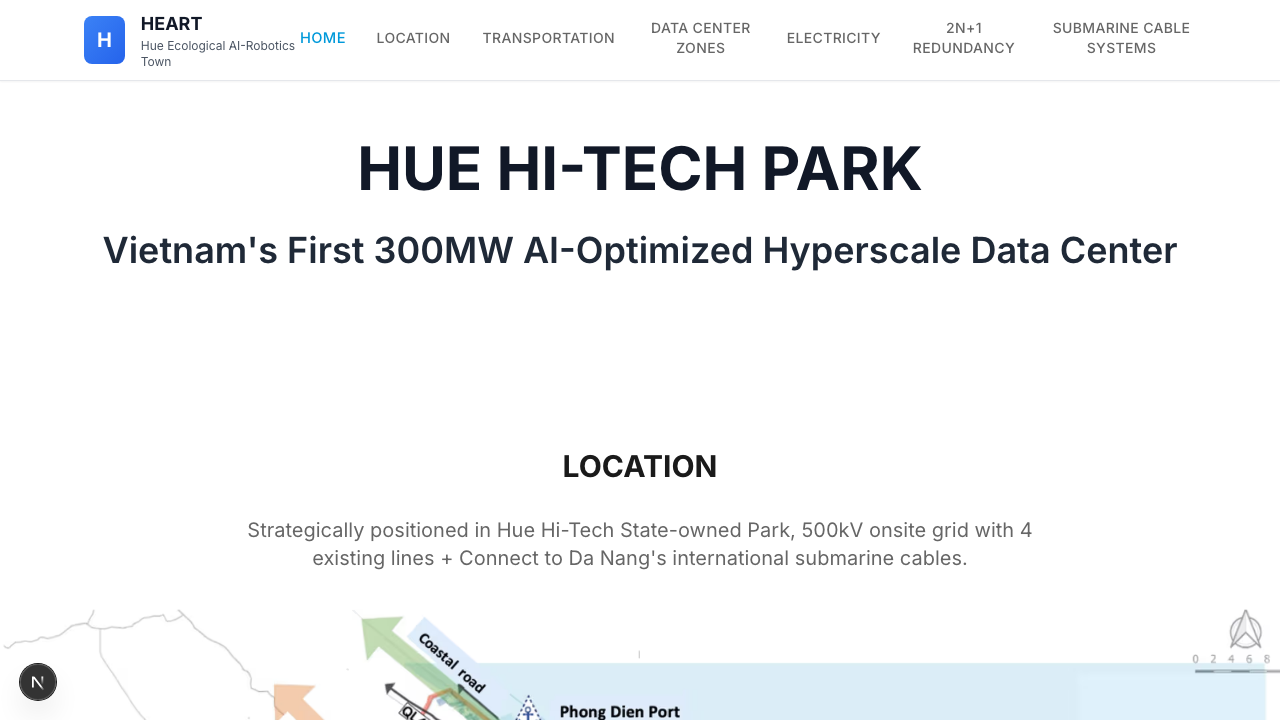 H
HEART
Hue Ecological AI-Robotics
Town
HOME
LOCATION
TRANSPORTATION
DATA CENTER
ZONES
ELECTRICITY
2N+1
REDUNDANCY
SUBMARINE CABLE
SYSTEMS
HUE HI-TECH PARK
Vietnam's First 300MW AI-Optimized Hyperscale Data Center
LOCATION
Strategically positioned in Hue Hi-Tech State-owned Park, 500kV onsite grid with 4
existing lines + Connect to Da Nang's international submarine cables.
Coastal road
0 2 4 6 8
Phong Dien Port
N